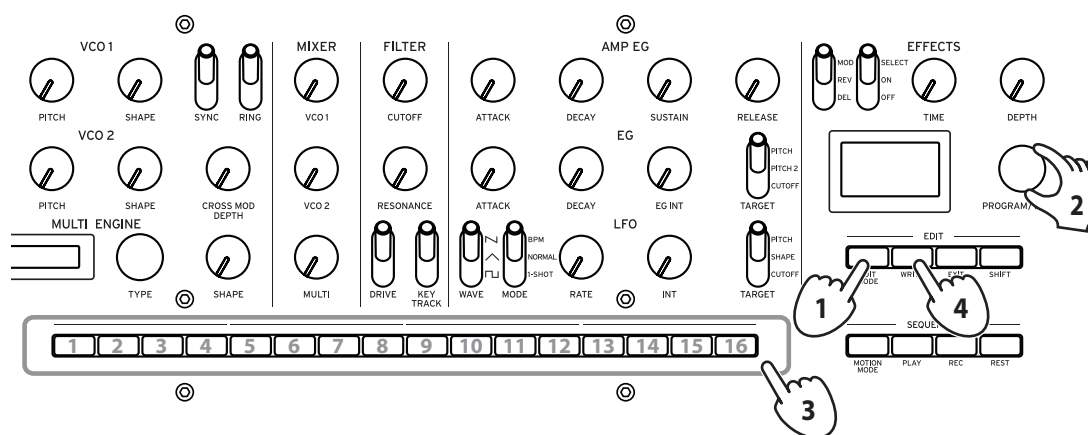 VCO 1 MIXER FILTER AMP EG EFFECTS
MOD SELECT
REV ON
DEL OFF
PITCH SHAPE SYNC RING VCO 1 CUTOFF ATTACK DECAY SUSTAIN RELEASE TIME DEPTH
VCO 2 EG
PITCH
PITCH 2
CUTOFF
PITCH SHAPE CROSS MOD DEPTH VCO 2 RESONANCE ATTACK DECAY EG INT TARGET PROGRAM/
2
MULTI ENGINE LFO EDIT
BPM PITCH
NORMAL SHAPE
1-SHOT CUTOFF
TYPE SHAPE MULTI DRIVE KEY TRACK WAVE MODE RATE INT TARGET SHIFT
1 4
1 2 3 4 5 6 7 8 9 10 11 12 13 14 15 16
MOTION MODE PLAY REC REST
3